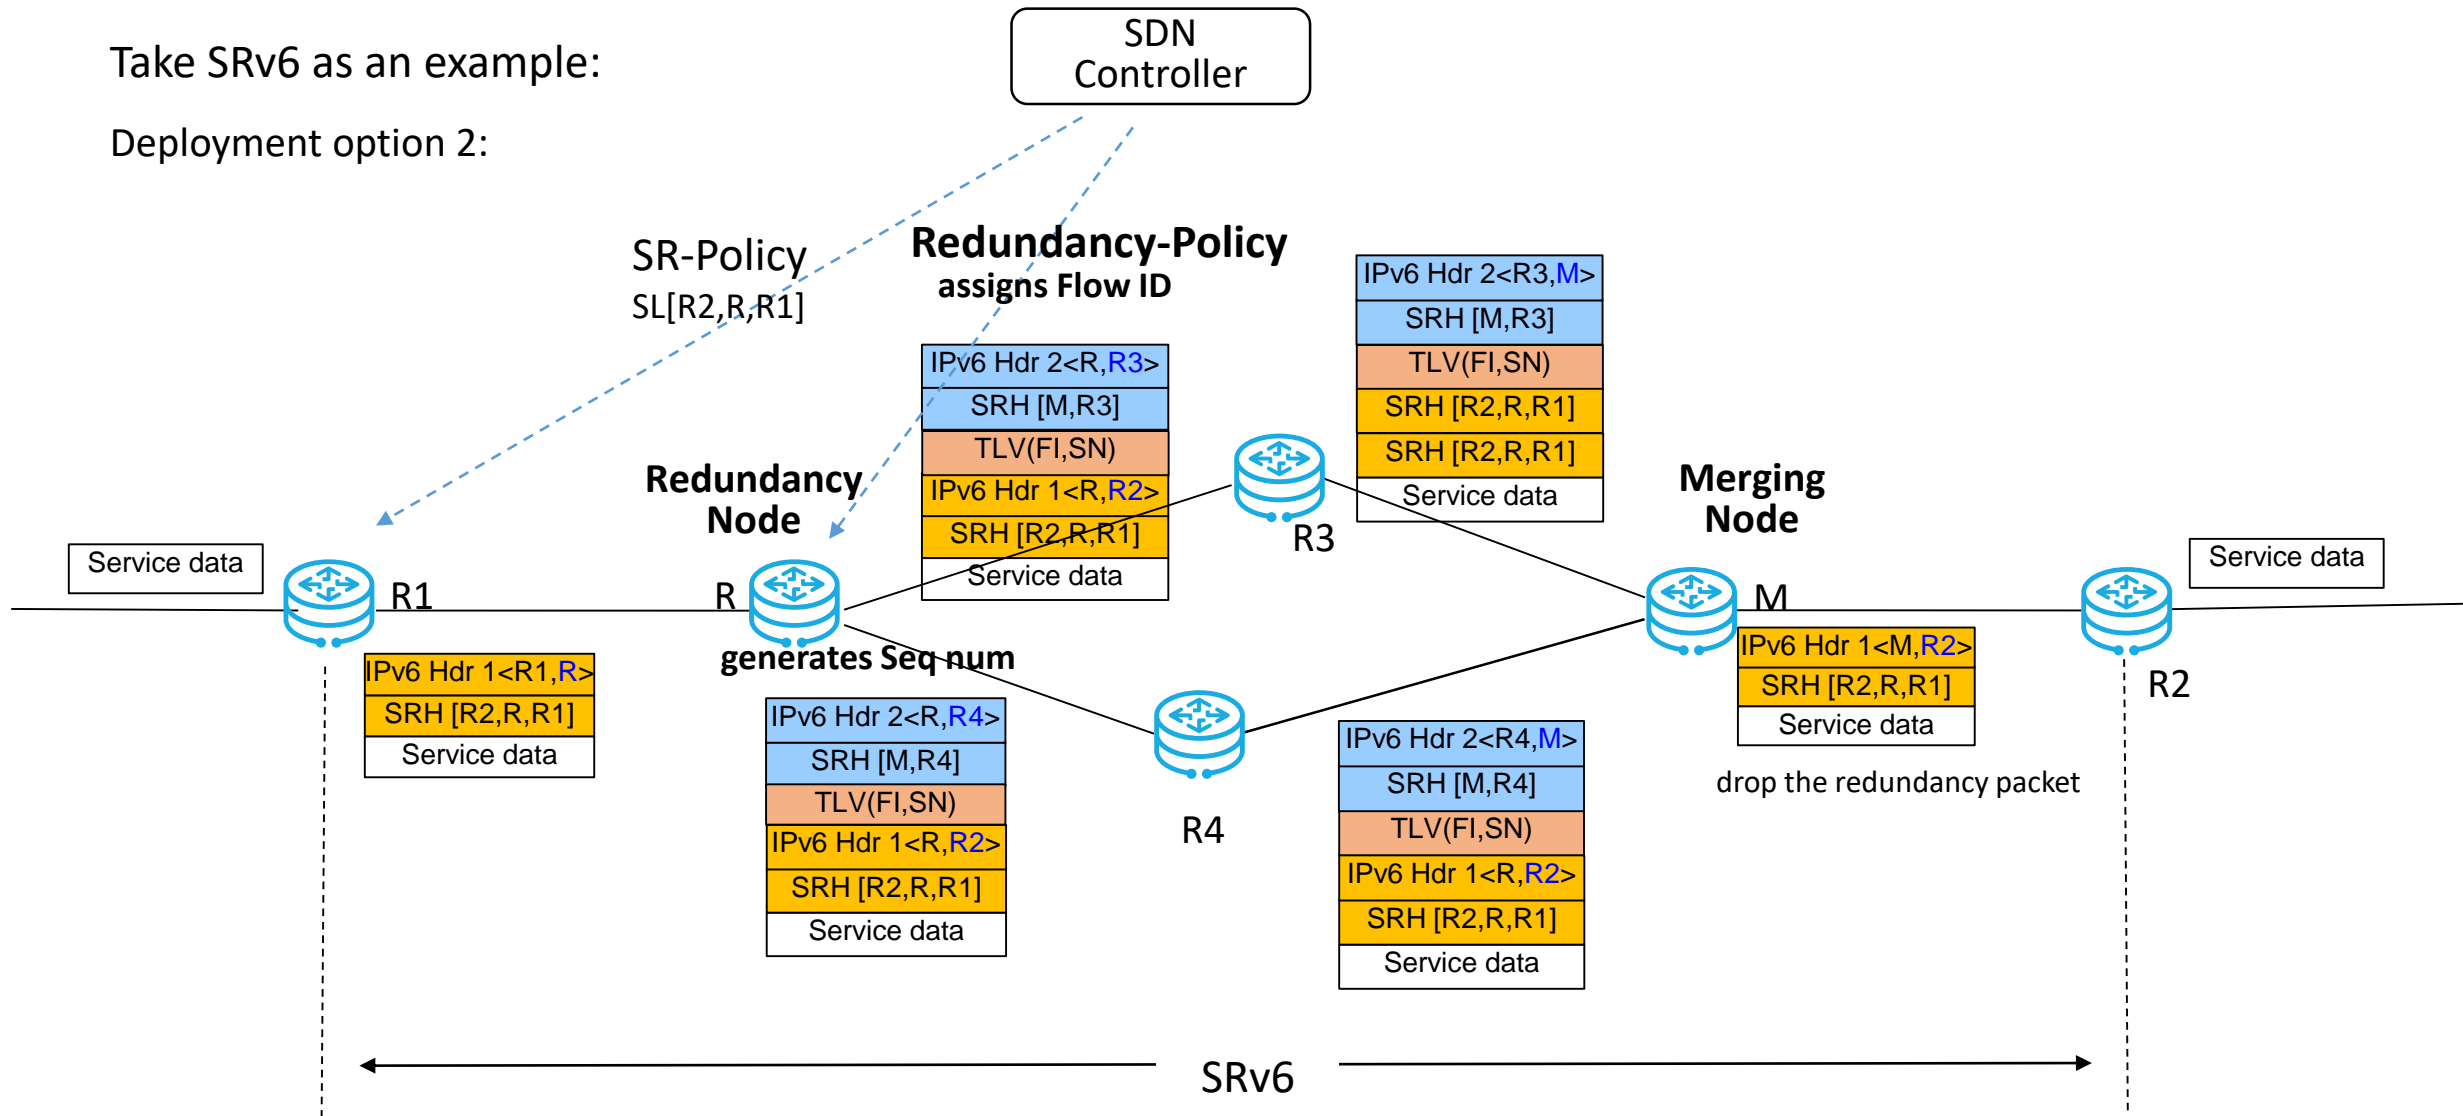 Take SRv6 as an example:
Deployment option 2:
SDN
Controller
SR-Policy
SL[R2,R,R1]
Redundancy-Policy
assigns Flow ID
IPv6 Hdr 2<R,R3>
SRH [M,R3]
TLV(FI,SN)
IPv6 Hdr 1<R,R2>
SRH [R2,R,R1]
Service data
IPv6 Hdr 2<R3,M>
SRH [M,R3]
TLV(FI,SN)
SRH [R2,R,R1]
SRH [R2,R,R1]
Service data
Redundancy
Node
Merging
Node
R3
Service data
R1
R
M
Service data
R2
generates Seq num
IPv6 Hdr 1<R1,R>
SRH [R2,R,R1]
Service data
IPv6 Hdr 2<R,R4>
SRH [M,R4]
TLV(FI,SN)
IPv6 Hdr 1<R,R2>
SRH [R2,R,R1]
Service data
R4
IPv6 Hdr 2<R4,M>
SRH [M,R4]
TLV(FI,SN)
IPv6 Hdr 1<R,R2>
SRH [R2,R,R1]
Service data
IPv6 Hdr 1<M,R2>
SRH [R2,R,R1]
Service data
drop the redundancy packet
SRv6